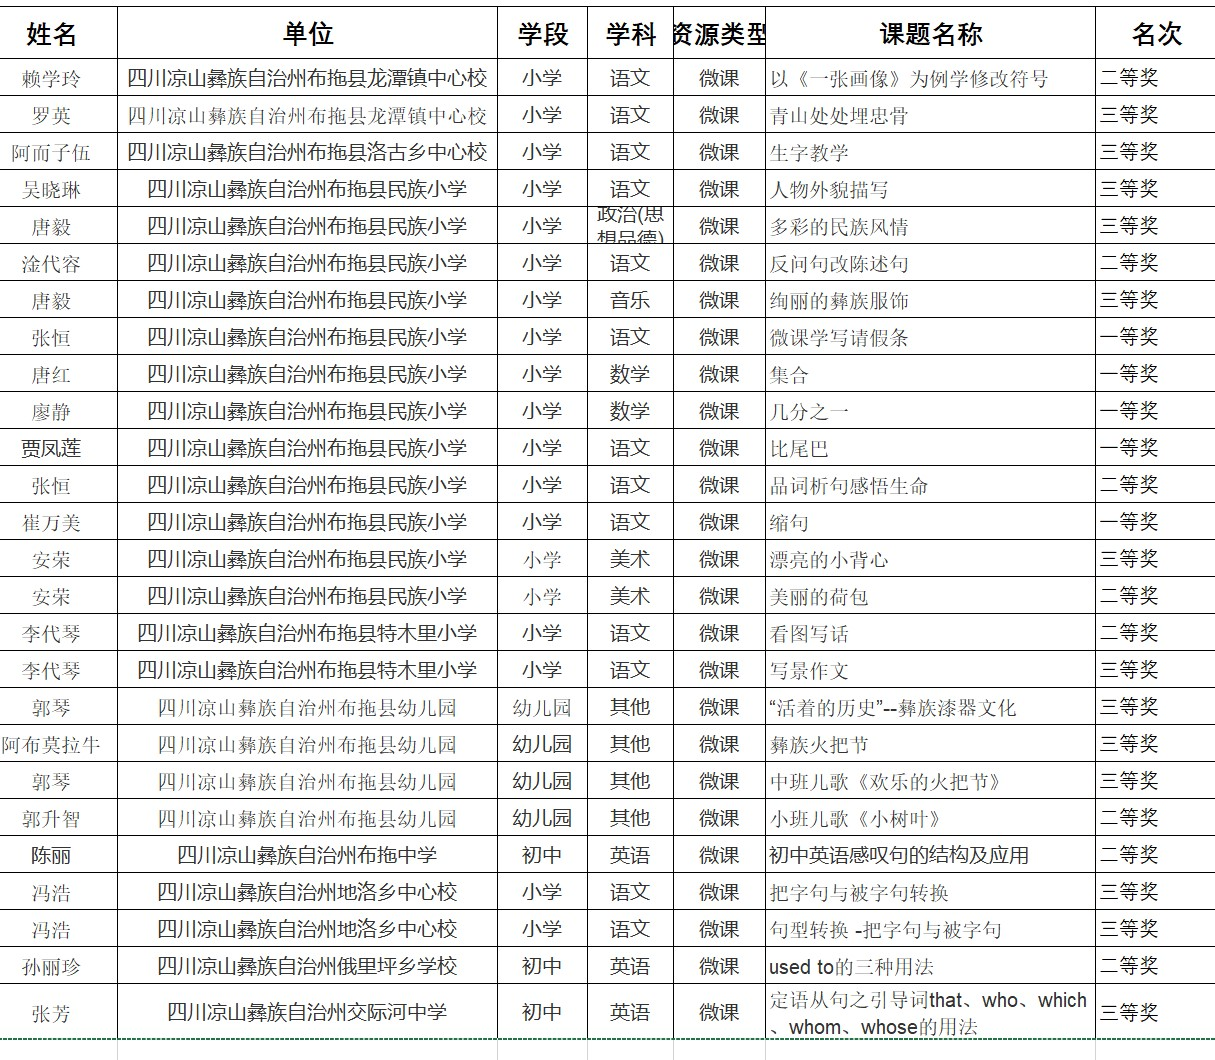 姓名 单位 学段 学科 资源类型 课题名称 名次
赖学玲 四川凉山彝族自治州布拖县龙潭镇中心校 小学 语文 微课 以《一张画像》为例学修改符号 二等奖
罗英 四川凉山彝族自治州布拖县龙潭镇中心校 小学 语文 微课 青山处处埋忠骨 三等奖
阿而子伍 四川凉山彝族自治州布拖县洛古乡中心校 小学 语文 微课 生字教学 三等奖
吴晓琳 四川凉山彝族自治州布拖县民族小学 小学 语文 微课 人物外貌描写 三等奖
唐毅 四川凉山彝族自治州布拖县民族小学 小学 政治(思想品德) 微课 多彩的民族风情 三等奖
淦代容 四川凉山彝族自治州布拖县民族小学 小学 语文 微课 反问句改陈述句 二等奖
唐毅 四川凉山彝族自治州布拖县民族小学 小学 音乐 微课 绚丽的彝族服饰 三等奖
张恒 四川凉山彝族自治州布拖县民族小学 小学 语文 微课 微课学写请假条 一等奖
唐红 四川凉山彝族自治州布拖县民族小学 小学 数学 微课 集合 一等奖
廖静 四川凉山彝族自治州布拖县民族小学 小学 数学 微课 几分之一 一等奖
贾凤莲 四川凉山彝族自治州布拖县民族小学 小学 语文 微课 比尾巴 一等奖
张恒 四川凉山彝族自治州布拖县民族小学 小学 语文 微课 品词析句感悟生命 二等奖
崔万美 四川凉山彝族自治州布拖县民族小学 小学 语文 微课 缩句 一等奖
安荣 四川凉山彝族自治州布拖县民族小学 小学 美术 微课 漂亮的小背心 三等奖
安荣 四川凉山彝族自治州布拖县民族小学 小学 美术 微课 美丽的荷包 二等奖
李代琴 四川凉山彝族自治州布拖县特木里小学 小学 语文 微课 看图写话 二等奖
李代琴 四川凉山彝族自治州布拖县特木里小学 小学 语文 微课 写景作文 三等奖
郭琴 四川凉山彝族自治州布拖县幼儿园 幼儿园 其他 微课 “活着的历史”--彝族漆器文化 三等奖
阿布莫拉牛 四川凉山彝族自治州布拖县幼儿园 幼儿园 其他 微课 彝族火把节 三等奖
郭琴 四川凉山彝族自治州布拖县幼儿园 幼儿园 其他 微课 中班儿歌《欢乐的火把节》 三等奖
郭升智 四川凉山彝族自治州布拖县幼儿园 幼儿园 其他 微课 小班儿歌《小树叶》 二等奖
陈丽 四川凉山彝族自治州布拖中学 初中 英语 微课 初中英语感叹句的结构及应用 二等奖
冯浩 四川凉山彝族自治州地洛乡中心校 小学 语文 微课 把字句与被字句转换 三等奖
冯浩 四川凉山彝族自治州地洛乡中心校 小学 语文 微课 句型转换 -把字句与被字句 三等奖
孙丽珍 四川凉山彝族自治州俄里坪乡学校 初中 英语 微课 used to的三种用法 二等奖
张芳 四川凉山彝族自治州交际河中学 初中 英语 微课 定语从句之引导词that、who、which
、whom、whose的用法 三等奖